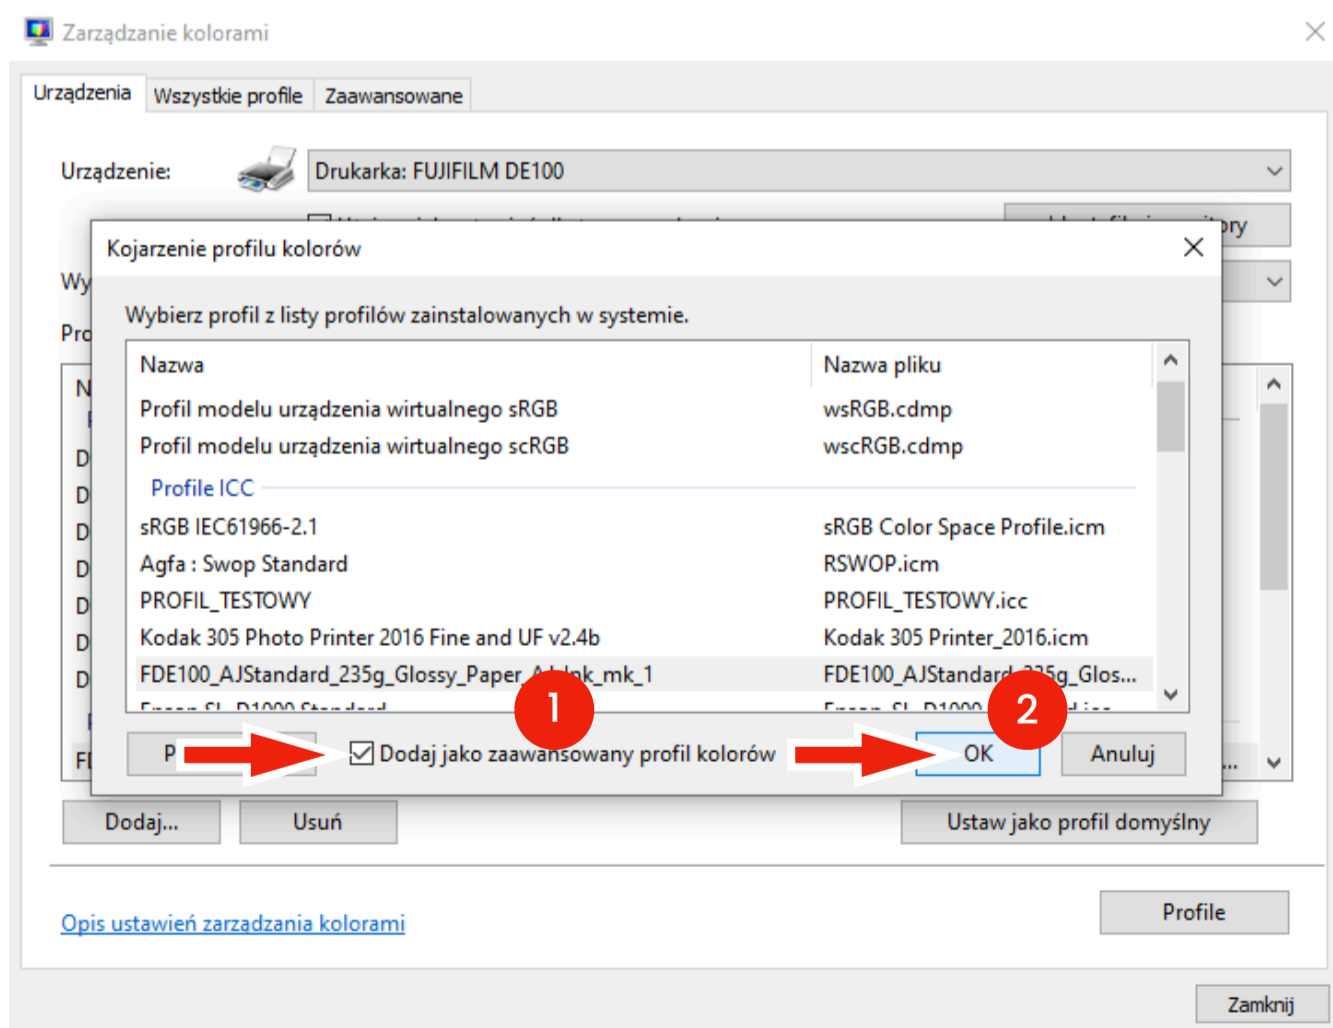 Zarządzanie kolorami
Urządzenia Wszystkie profile Zaawansowane
Urządzenie: Drukarka: FUJIFILM DE100
Kojarzenie profilu kolorów
Wybierz profil z listy profilów zainstalowanych w systemie.
Nazwa Nazwa pliku
Profil modelu urządzenia wirtualnego sRGB wsRGB.cdmp
Profil modelu urządzenia wirtualnego scRGB wscRGB.cdmp
Profile ICC
sRGB IEC61966-2.1 sRGB Color Space Profile.icm
Agfa : Swop Standard RSWOP.icm
PROFIL_TESTOWY PROFIL_TESTOWY.icc
Kodak 305 Photo Printer 2016 Fine and UF v2.4b Kodak 305 Printer_2016.icm
FDE100_AJStandard_235g_Glossy_Paper_ nk_mk_1 FDE100_AJStandard g_Glos...
1 2
Dodaj jako zaawansowany profil kolorów OK Anuluj
Dodaj... Usuń Ustaw jako profil domyślny
Opis ustawień zarządzania kolorami Profile
Zamknij